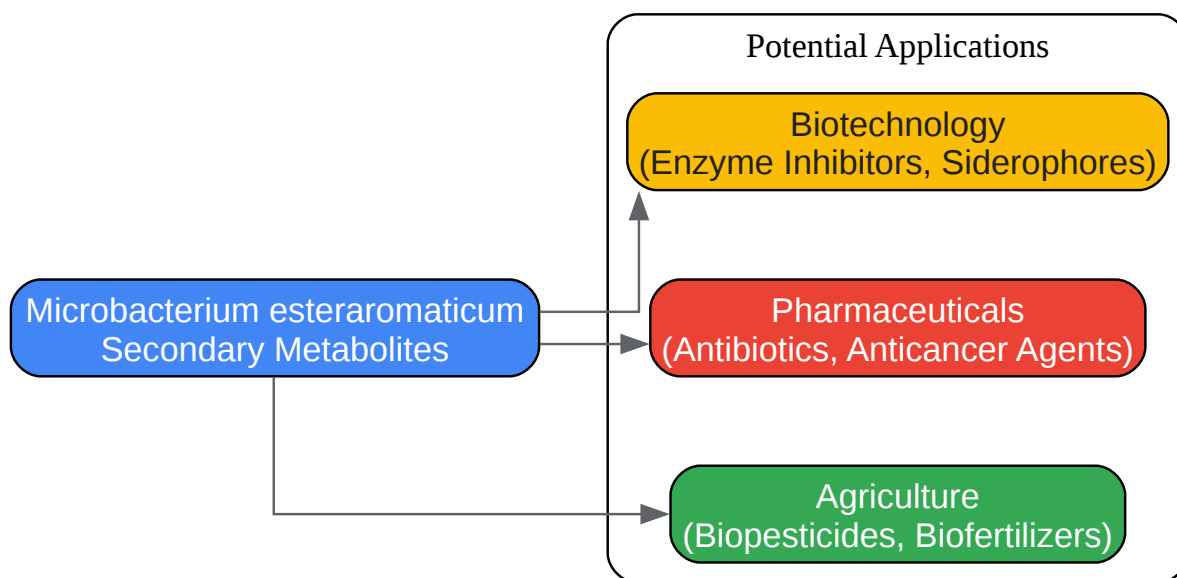 Potential Applications
Biotechnology
(Enzyme Inhibitors, Siderophores)
Microbacterium esteraromaticum
Secondary Metabolites
Pharmaceuticals
(Antibiotics, Anticancer Agents)
Agriculture
(Biopesticides, Biofertilizers)